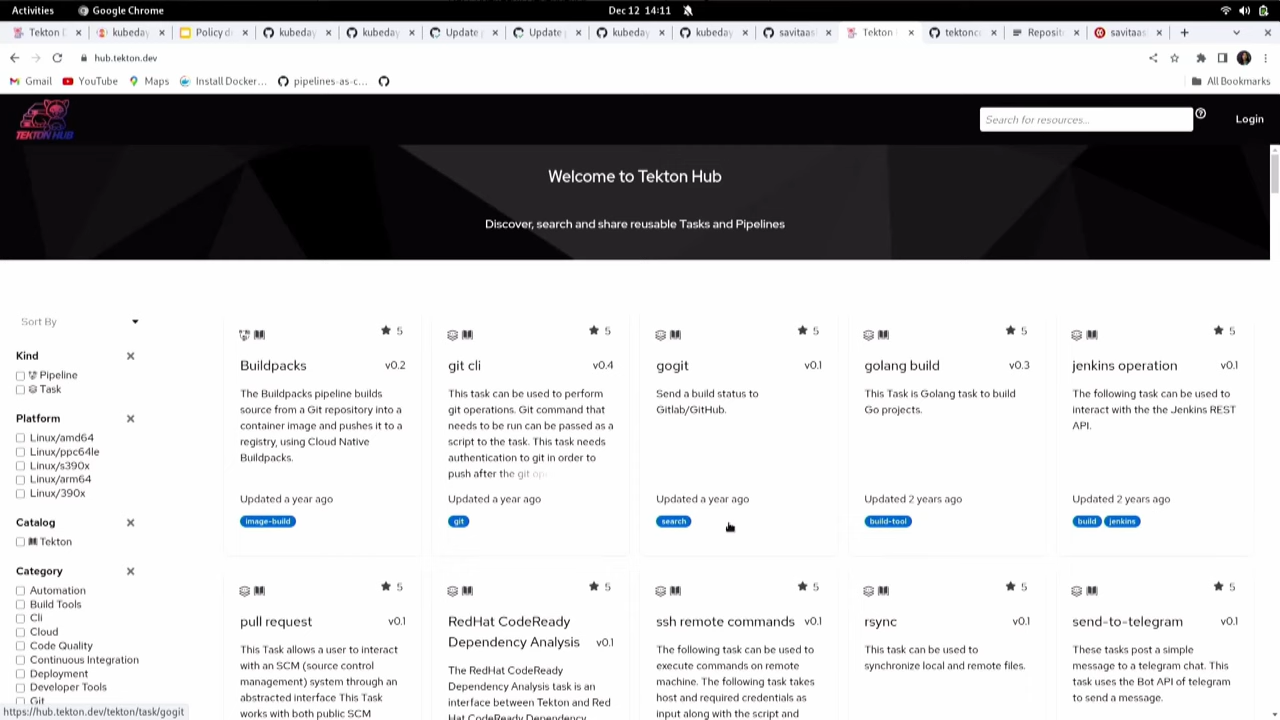 Activities
Google Chrome
Dec 12 14:11
Tekton D
kubeday
Policy d
kubeday
kubeday
Update
Update
kubeday
kubeday
savitaas
Tekton
tektonc
Reposit
savitaas
hub.tekton.dev
Gmail
YouTube
Maps
Install Docker...
pipelines-as-c...
All Bookmarks
TEKTON HUB
Search for resources...
Login
Welcome to Tekton Hub
Discover, search and share reusable Tasks and Pipelines
Sort By
Kind
Pipeline
Task
Platform
Linux/amd64
Linux/ppc64le
Linux/s390x
Linux/arm64
Linux/390x
Catalog
Tekton
Category
Automation
Build Tools
Cli
Cloud
Code Quality
Continuous Integration
Deployment
Developer Tools
Git
5
Buildpacks v0.2
The Buildpacks pipeline builds
source from a Git repository into a
container image and pushes it to a
registry, using Cloud Native
Buildpacks.
Updated a year ago
image-build
5
git cli v0.4
This task can be used to perform
git operations. Git command that
needs to be run can be passed as a
script to the task. This task needs
authentication to git in order to
push after the git op
Updated a year ago
git
5
gogit v0.1
Send a build status to
Gitlab/GitHub.
Updated a year ago
search
5
golang build v0.3
This Task is Golang task to build
Go projects.
Updated 2 years ago
build-tool
5
jenkins operation v0.1
The following task can be used to
interact with the the Jenkins REST
API.
Updated 2 years ago
build jenkins
5
pull request v0.1
This Task allows a user to interact
with an SCM (source control
management) system through an
abstracted interface This Task
works with both public SCM
5
RedHat CodeReady
Dependency Analysis v0.1
The RedHat CodeReady
Dependency Analysis task is an
interface between Tekton and Red
Hat CodeReady Dependency
5
ssh remote commands v0.1
The following task can be used to
execute commands on remote
machine. The following task takes
host and required credentials as
input along with the script and
5
rsync v0.1
This task can be used to
synchronize local and remote files.
5
send-to-telegram v0.1
These tasks post a simple
message to a telegram chat. This
task uses the Bot API of telegram
to send a message.
https://hub.tekton.dev/tekton/task/gogit